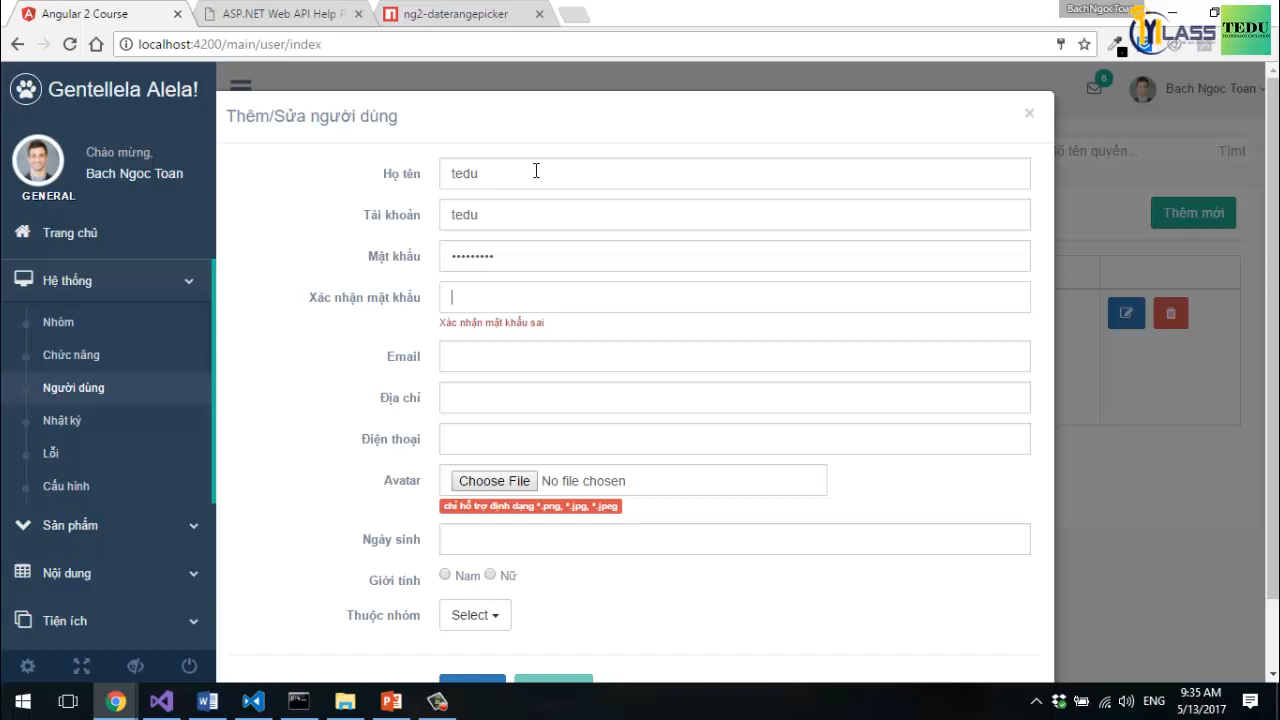 Angular 2 Course
ASP.NET Web API Help P
ng2-daterangepicker
BachNgocToan
localhost:4200/main/user/index
LASS
TEDU
Gentellela Alela!
Chào mừng,
Bach Ngoc Toan
GENERAL
Trang chủ
Hệ thống
Nhóm
Chức năng
Người dùng
Nhật ký
Lỗi
Cấu hình
Sản phẩm
Nội dung
Tiện ích
6
Bach Ngoc Toan
tên quyền...
Tìm!
Thêm mới
Thêm/Sửa người dùng
×
Họ tên
tedu
Tài khoản
tedu
Mật khẩu
•••••••••
Xác nhận mật khẩu
Xác nhận mật khẩu sai
Email
Địa chỉ
Điện thoại
Avatar
Choose File No file chosen
chỉ hỗ trợ định dạng *.png, *.jpg, *.jpeg
Ngày sinh
Giới tính
Nam Nữ
Thuộc nhóm
Select
ENG
9:35 AM
5/13/2017